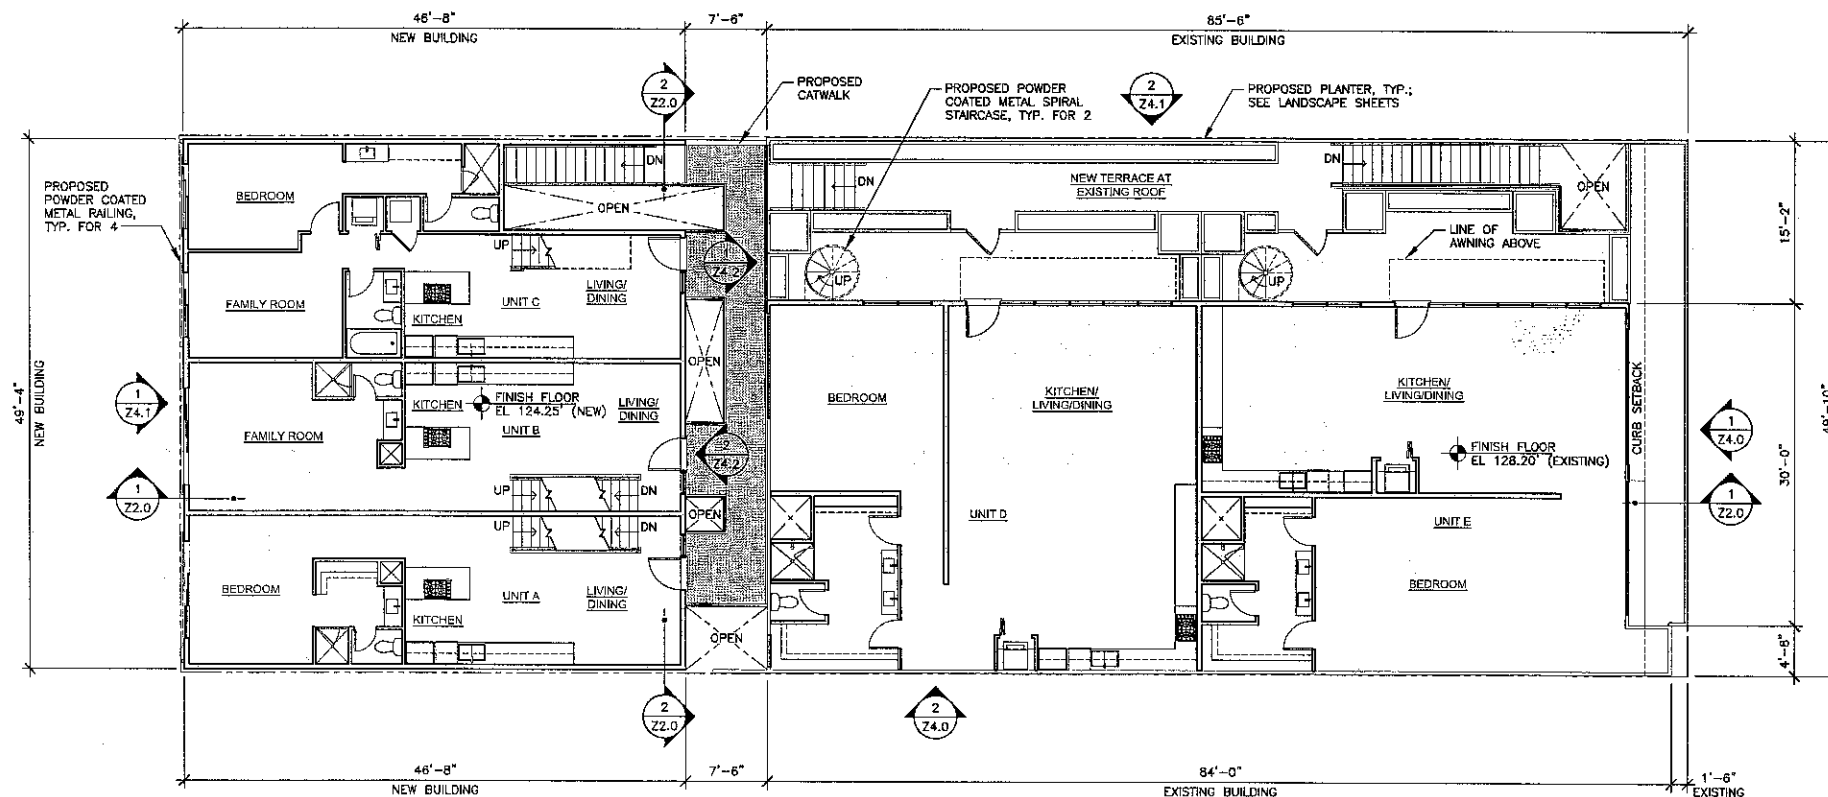 46'-8"
NEW BUILDING
7'-6"
85'-6"
EXISTING BUILDING
2
Z2.0
PROPOSED
CATWALK
PROPOSED POWDER
COATED METAL SPIRAL
STAIRCASE, TYP. FOR 2
2
Z4.1
PROPOSED PLANTER, TYP.;
SEE LANDSCAPE SHEETS
PROPOSED
POWDER COATED
METAL RAILING,
TYP. FOR 4
BEDROOM
DN
OPEN
DN
NEW TERRACE AT
EXISTING ROOF
DN
OPEN
15'-2"
UP
1
Z4.2
UP
UP
LINE OF
AWNING ABOVE
FAMILY ROOM
KITCHEN
UNIT C
LIVING/
DINING
OPEN
49'-4"
NEW BUILDING
1
Z4.1
FAMILY ROOM
KITCHEN
FINISH FLOOR
EL 124.25' (NEW)
UNIT B
LIVING/
DINING
2
Z4.2
BEDROOM
KITCHEN/
LIVING/DINING
KITCHEN/
LIVING/DINING
FINISH FLOOR
EL 128.20' (EXISTING)
CURB SETBACK
1
Z4.0
30'-0"
49'-10"
1
Z2.0
UP
DN
OPEN
UP
DN
UNIT D
UNIT E
1
Z2.0
BEDROOM
KITCHEN
UNIT A
LIVING/
DINING
OPEN
BEDROOM
4'-8"
2
Z2.0
2
Z4.0
46'-8"
NEW BUILDING
7'-6"
84'-0"
EXISTING BUILDING
1'-6"
EXISTING